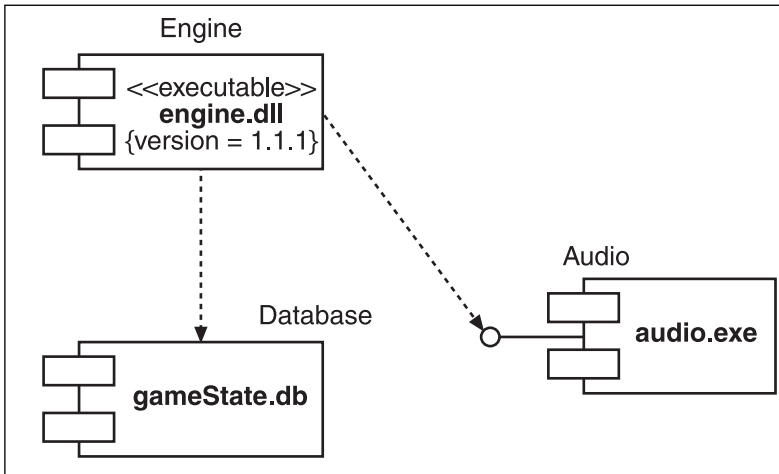 Engine
<<executable>>
engine.dll
{version = 1.1.1}
Audio
audio.exe
Database
gameState.db